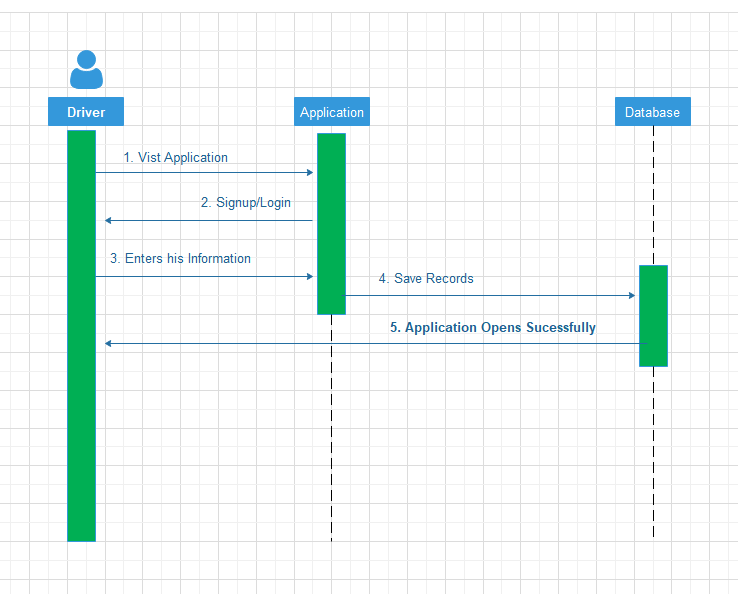 Driver
Application
Database
1. Vist Application
2. Signup/Login
3. Enters his Information
4. Save Records
5. Application Opens Sucessfully